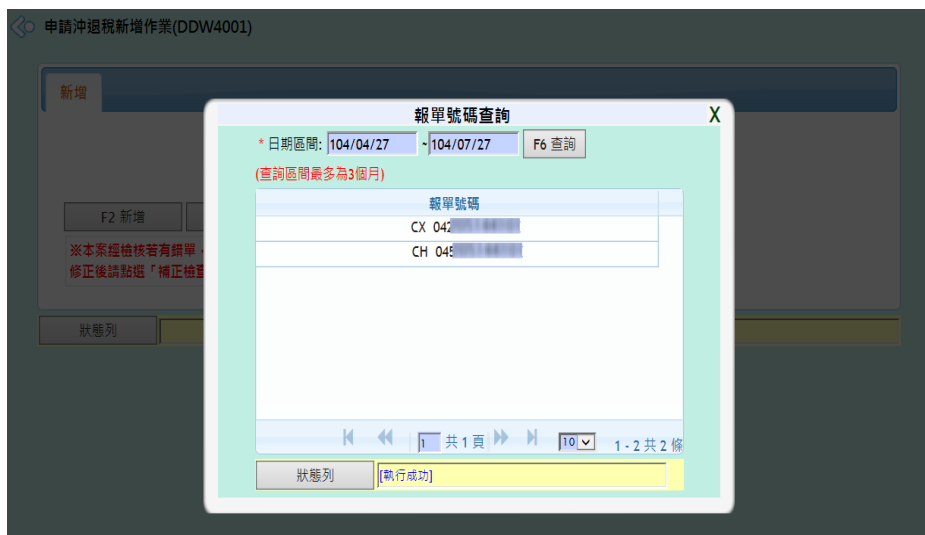 申請沖退稅新增作業(DDW4001)
新增
報單號碼查詢 X
* 日期區間: 104/04/27 ~ 104/07/27 F6 查詢
(查詢區間最多為3個月)
報單號碼
CX 042
CH 045
F2 新增
※本案經檢核若有錯單，
修正後請點選「補正檢查
狀態列
1 共 1 頁 10 1 - 2 共 2 條
狀態列 [執行成功]